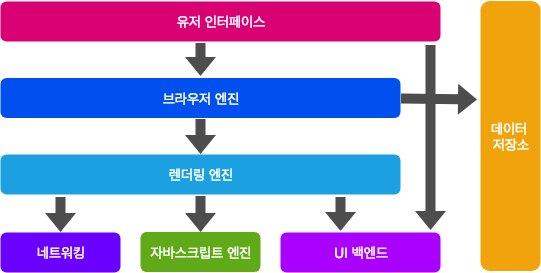 유저 인터페이스
브라우저 엔진
데이터
저장소
렌더링 엔진
네트워킹
자바스크립트 엔진
UI 백엔드